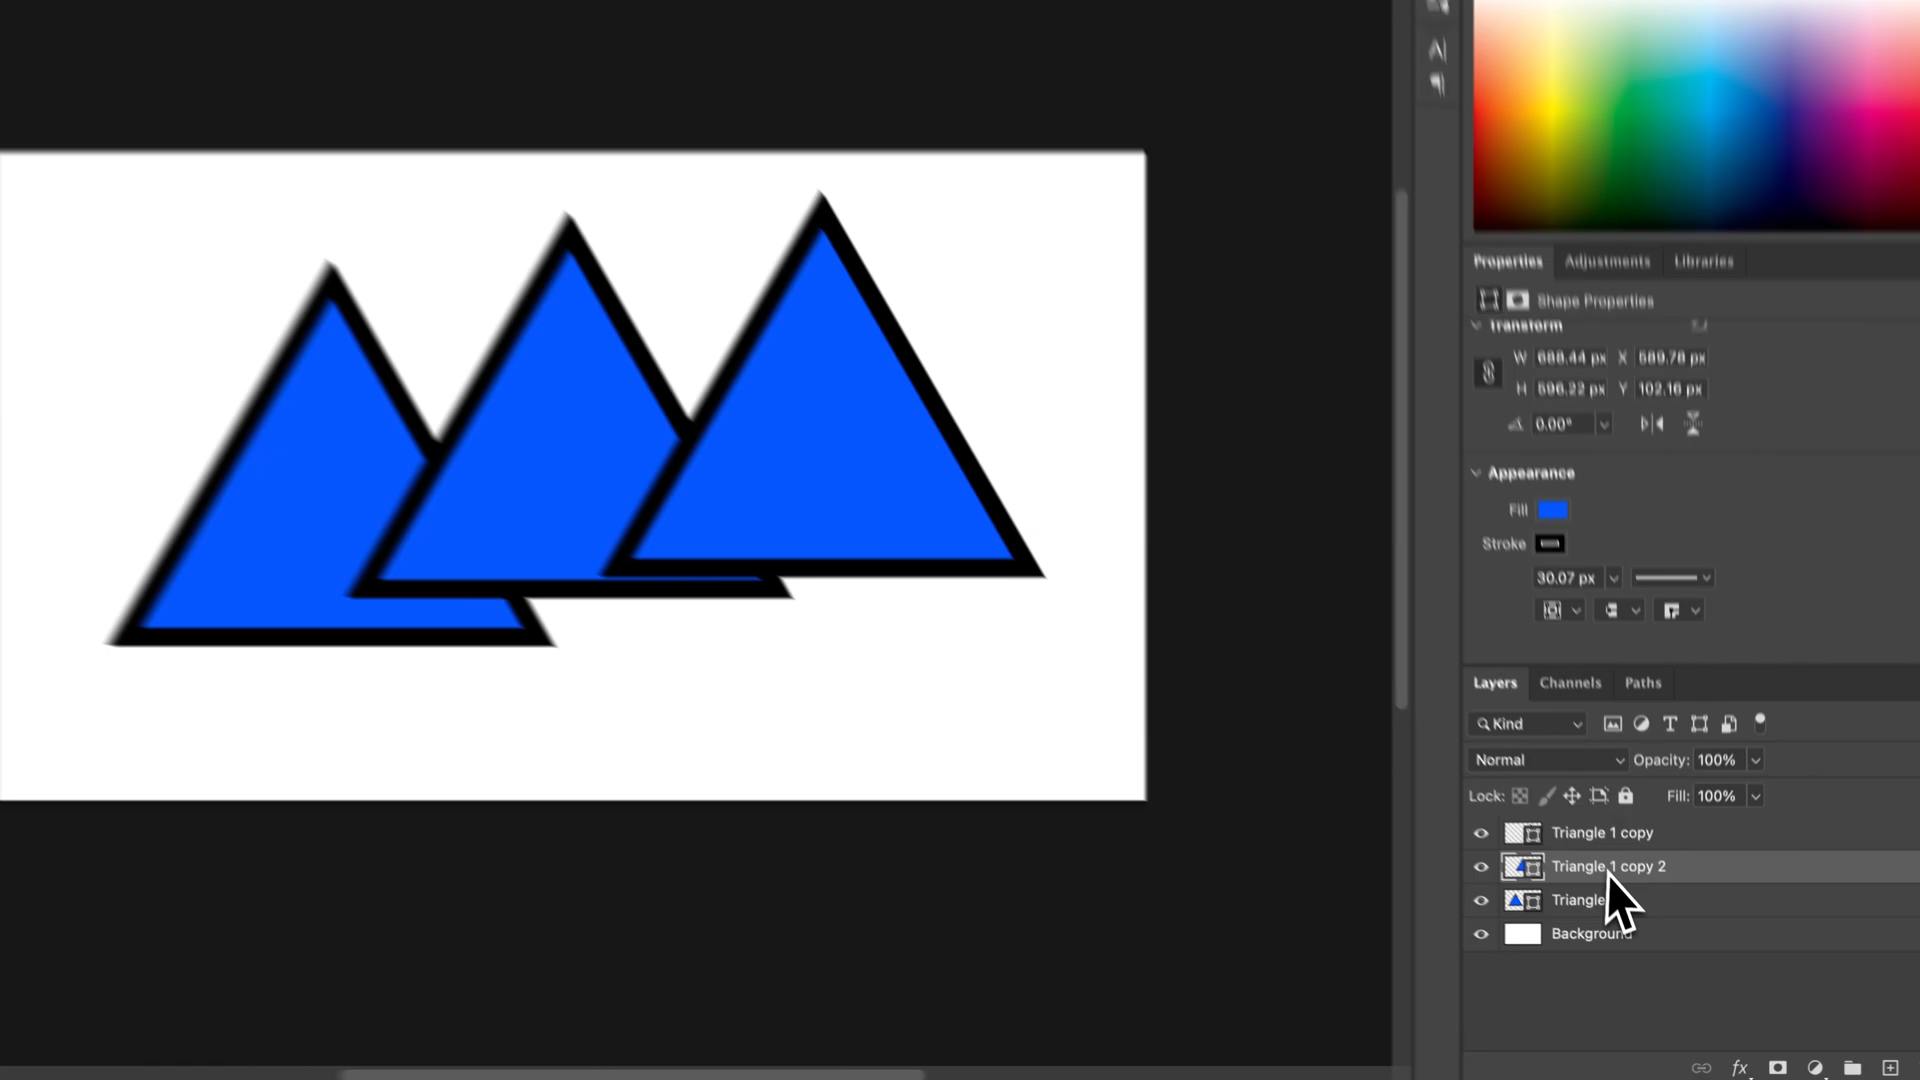 Properties Adjustments Libraries
Shape Properties
Transform
W 688.44 px X 589.78 px
H 596.22 px Y 102.16 px
0.00°
Appearance
Fill
Stroke
30.07 px
Layers Channels Paths
Kind
Normal Opacity: 100%
Lock: Fill: 100%
Triangle 1 copy
Triangle 1 copy 2
Triangle
Background
fx